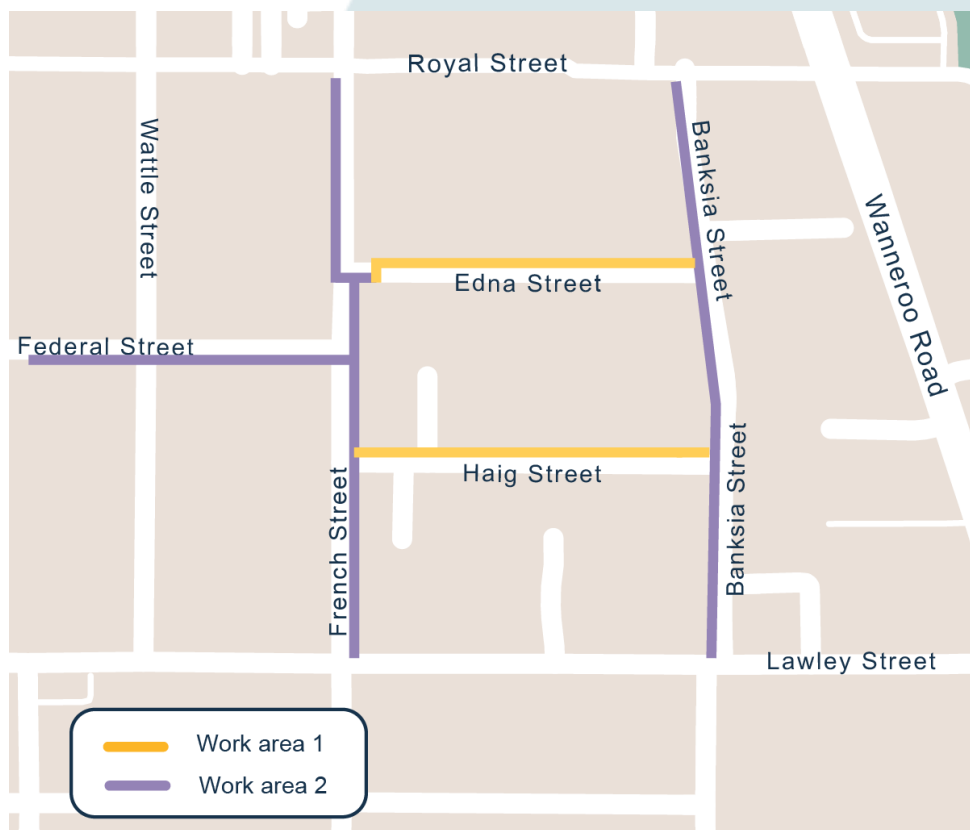 Royal Street
Wattle Street
Banksia Street
Wanneroo Road
Edna Street
Federal Street
Haig Street
French Street
Banksia Street
Lawley Street
Work area 1
Work area 2